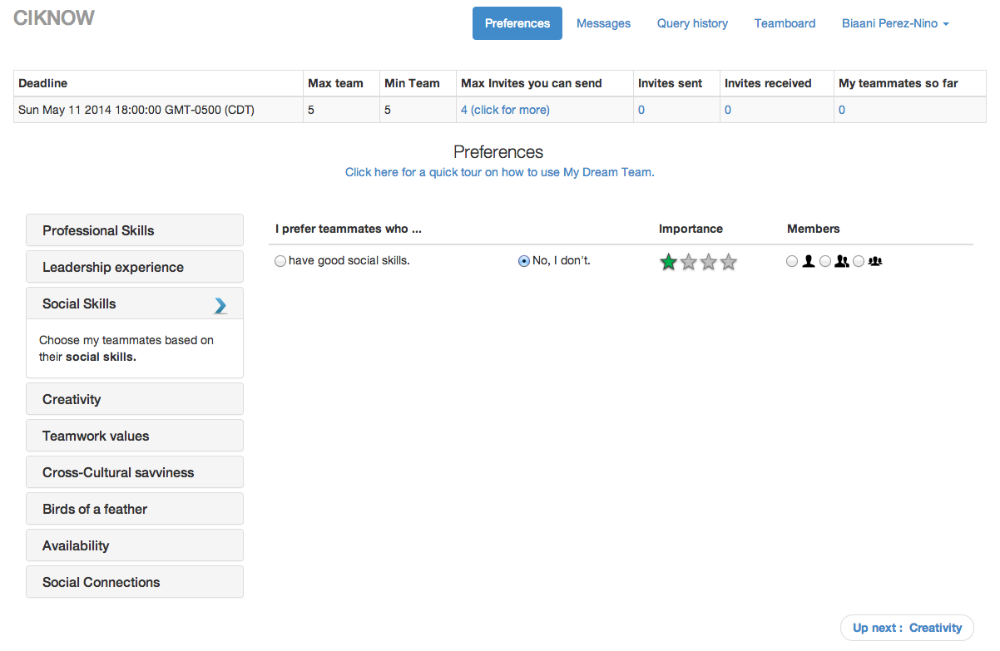 CIKNOW
Preferences Messages Query history Teamboard Biaani Perez-Nino
Deadline Max team Min Team Max Invites you can send Invites sent Invites received My teammates so far
Sun May 11 2014 18:00:00 GMT-0500 (CDT) 5 5 4 (click for more) 0 0 0
Preferences
Click here for a quick tour on how to use My Dream Team.
Professional Skills
Leadership experience
Social Skills
Choose my teammates based on
their social skills.
Creativity
Teamwork values
Cross-Cultural savviness
Birds of a feather
Availability
Social Connections
I prefer teammates who ... Importance Members
have good social skills. No, I don't.
Up next : Creativity